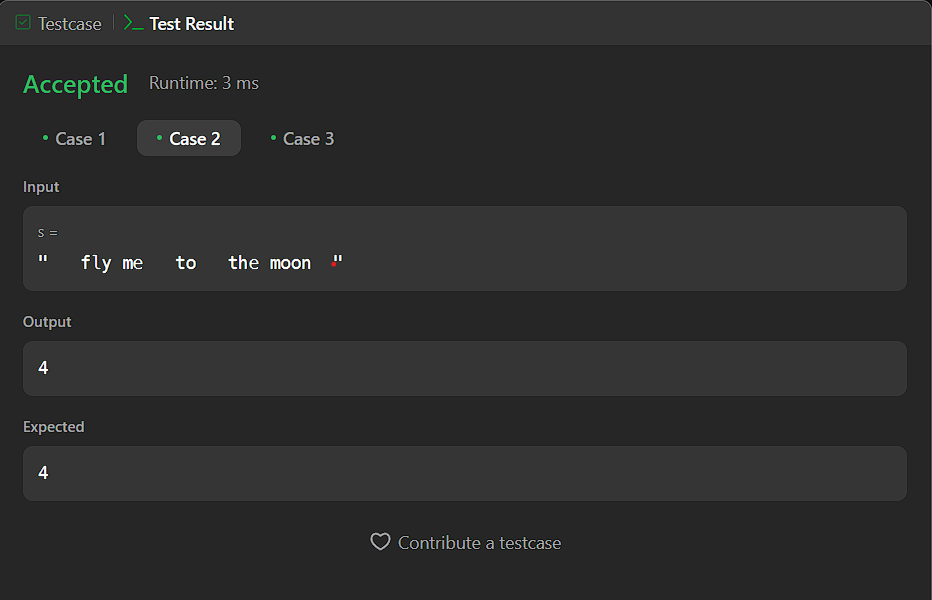 Testcase Test Result
Accepted Runtime: 3 ms
Case 1 Case 2 Case 3
Input
s =
"   fly me   to   the moon  "
Output
4
Expected
4
Contribute a testcase